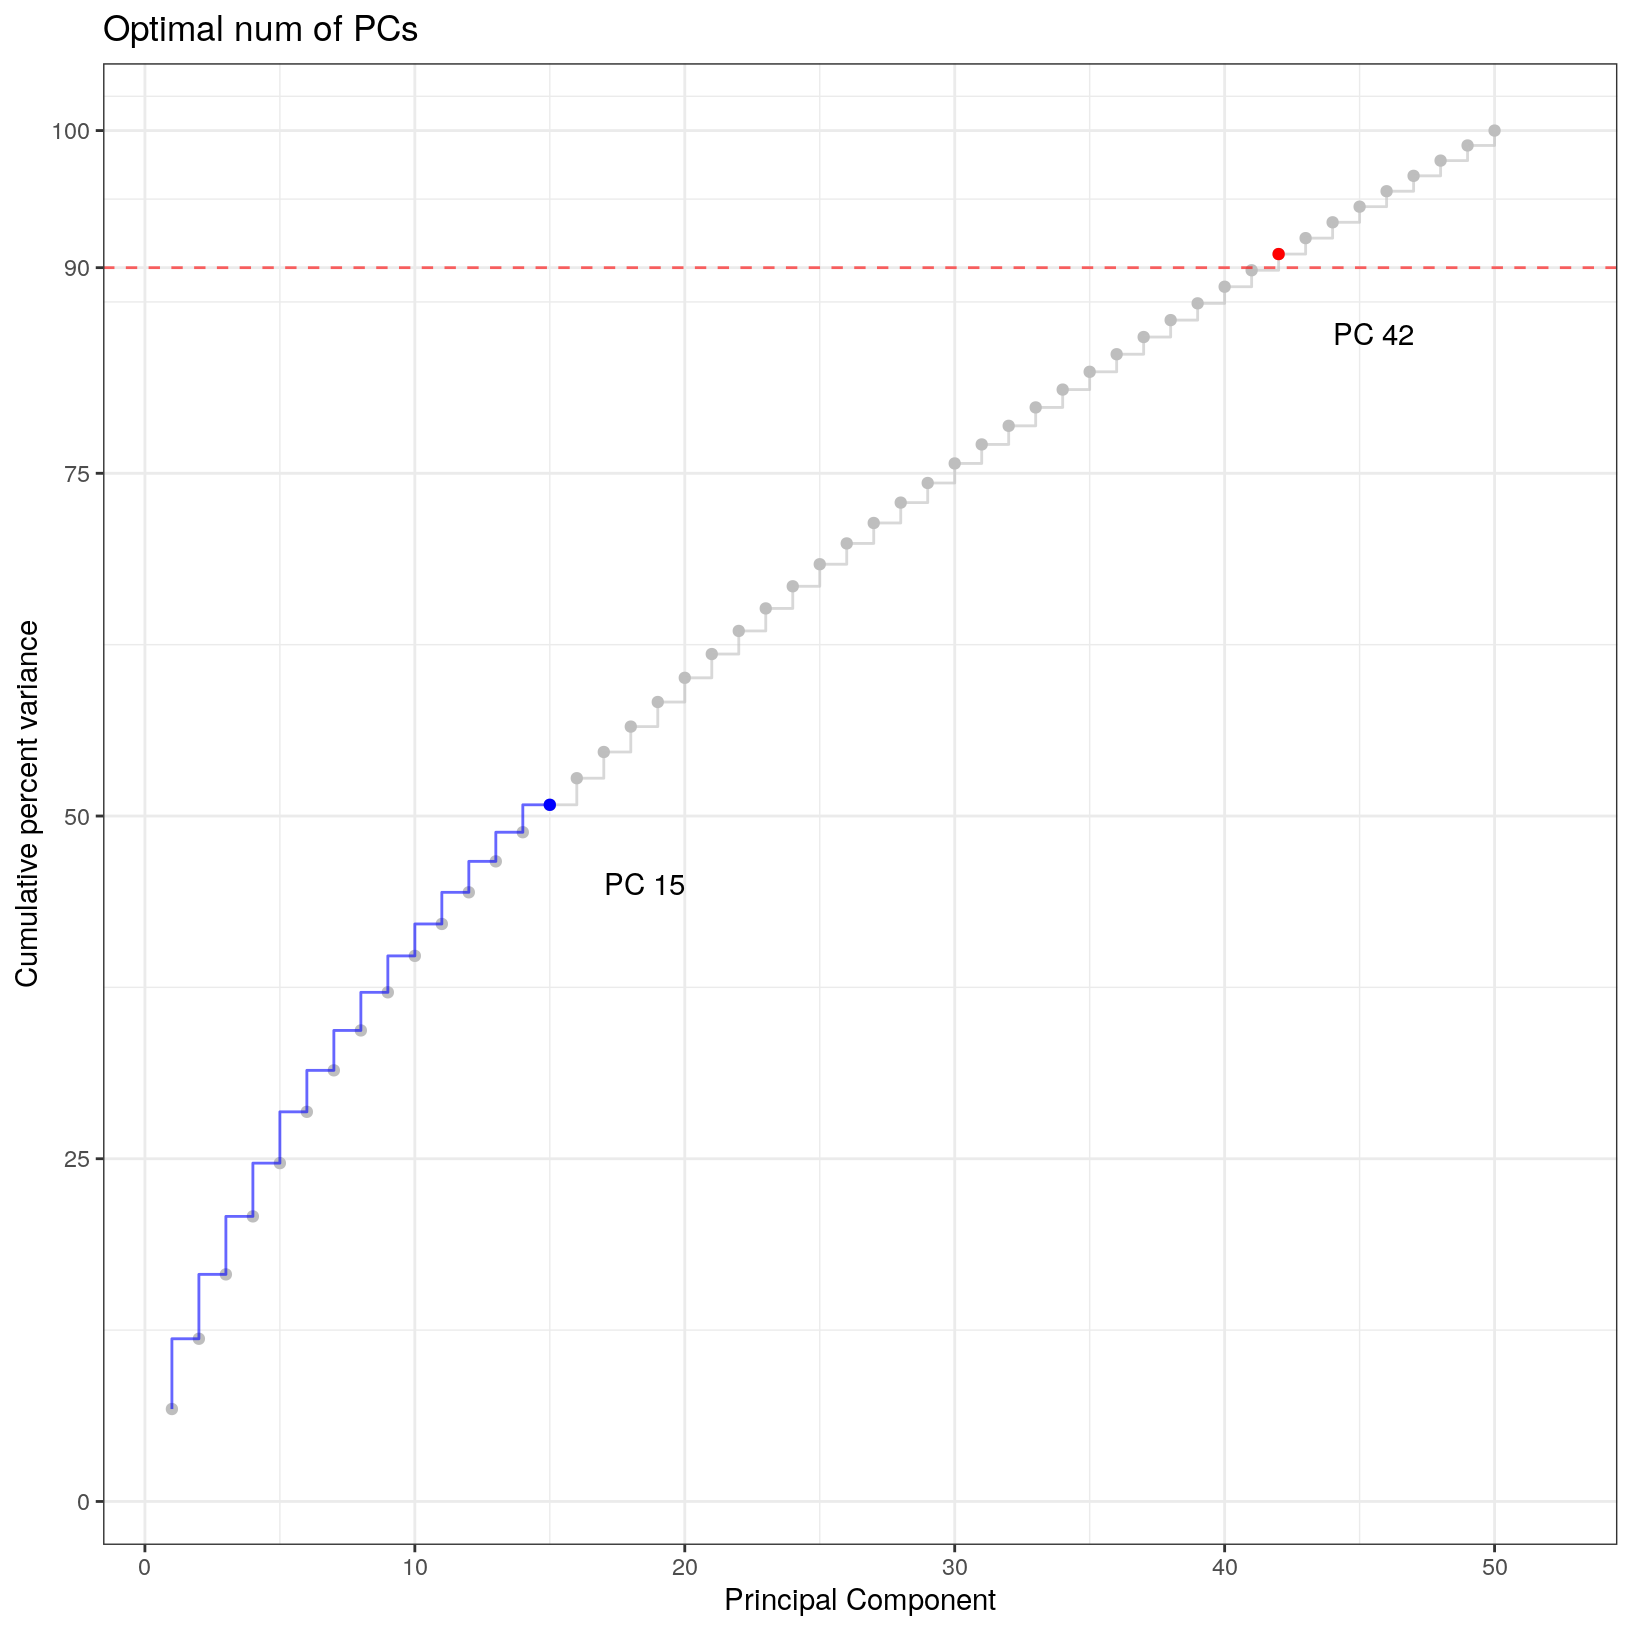 Optimal num of PCs
100
90
75
50
25
0
Cumulative percent variance
PC 42
PC 15
0 10 20 30 40 50
Principal Component